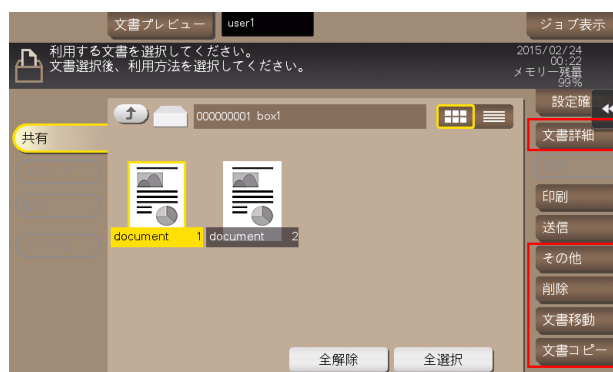 文書プレビュー
user1
ジョブ表示
利用する文書を選択してください。
文書選択後、利用方法を選択してください。
2015/02/24
00:22
メモリー残量
99%
000000001 box1
設定確
共有
文書詳細
印刷
送信
その他
削除
文書移動
文書コピー
document 1
document 2
全解除
全選択